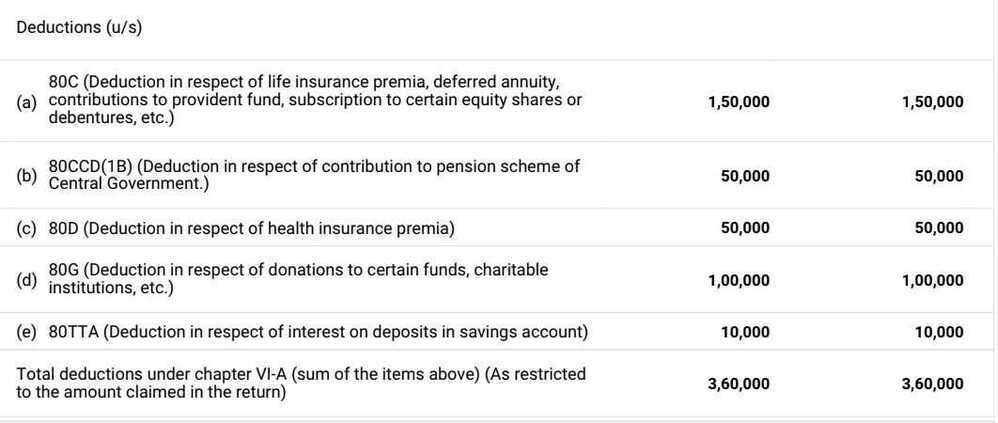 Deductions (u/s)
80C (Deduction in respect of life insurance premia, deferred annuity,
(a) contributions to provident fund, subscription to certain equity shares or 1,50,000 1,50,000
debentures, etc.)
80CCD(1B) (Deduction in respect of contribution to pension scheme of
(b) Central Government.) 50,000 50,000
(c) 80D (Deduction in respect of health insurance premia) 50,000 50,000
80G (Deduction in respect of donations to certain funds, charitable
(d) institutions, etc.) 1,00,000 1,00,000
(e) 80TTA (Deduction in respect of interest on deposits in savings account) 10,000 10,000
Total deductions under chapter VI-A (sum of the items above) (As restricted
to the amount claimed in the return) 3,60,000 3,60,000